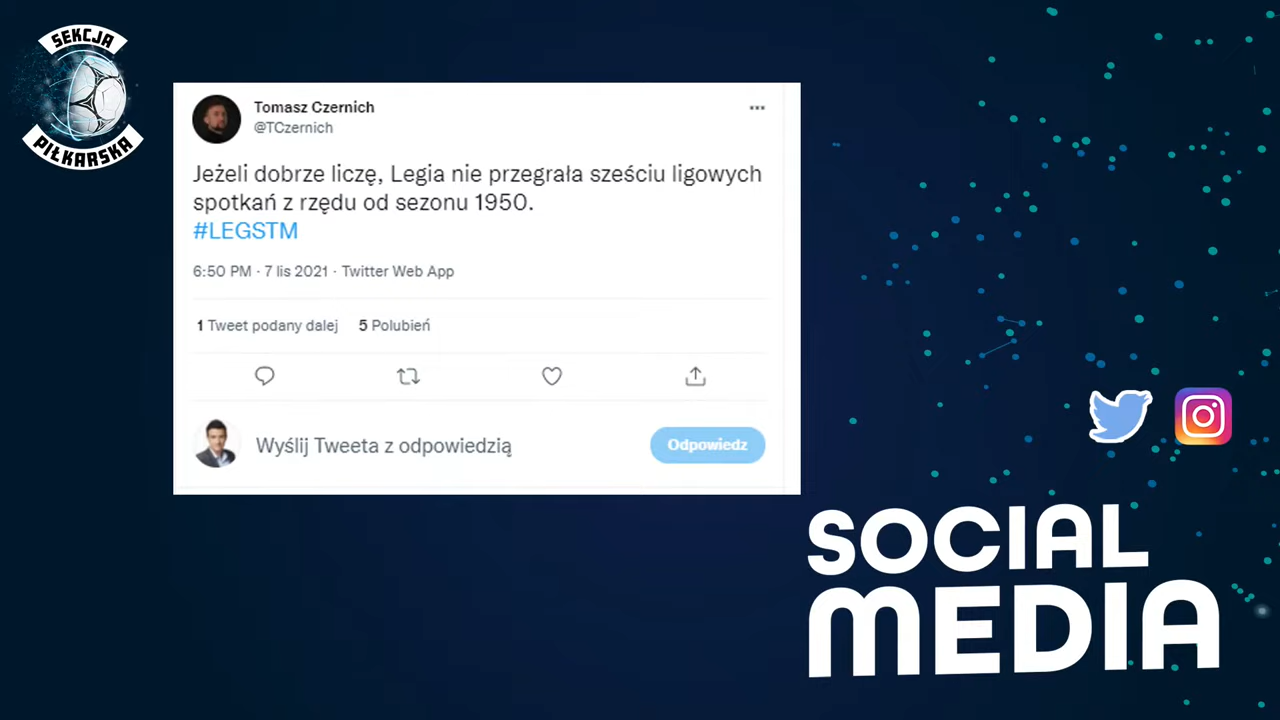 SEKCJA
PIŁKARSKA
Tomasz Czernich
@TCzernich
Jeżeli dobrze liczę, Legia nie przegrała sześciu ligowych
spotkań z rzędu od sezonu 1950.
#LEGSTM
6:50 PM · 7 lis 2021 · Twitter Web App
1 Tweet podany dalej 5 Polubień
Wyślij Tweeta z odpowiedzią
Odpowiedz
SOCIAL
MEDIA